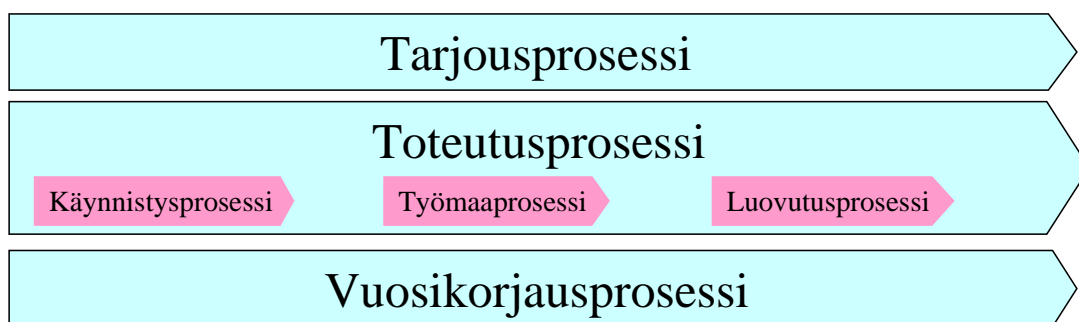 Tarjousprosessi
Toteutusprosessi
Käynnistysprosessi
Työmaaprosessi
Luovutusprosessi
Vuosikorjausprosessi